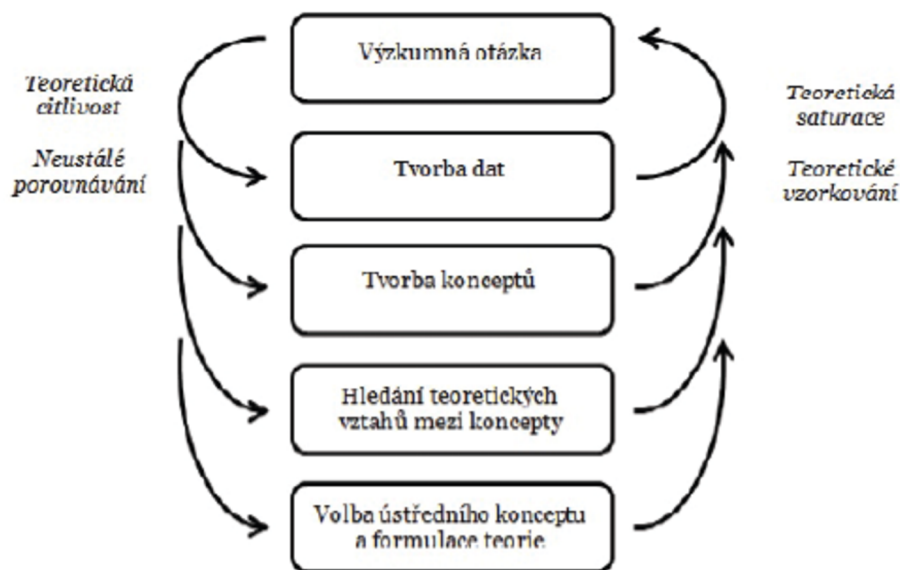 Výzkumná otázka
Teoretická
citlivost
Neustálé
porovnávání
Teoretická
saturace
Teoretické
vzorkování
Tvorba dat
Tvorba konceptů
Hledání teoretických
vztahů mezi koncepty
Volba ústředního konceptu
a formulace teorie